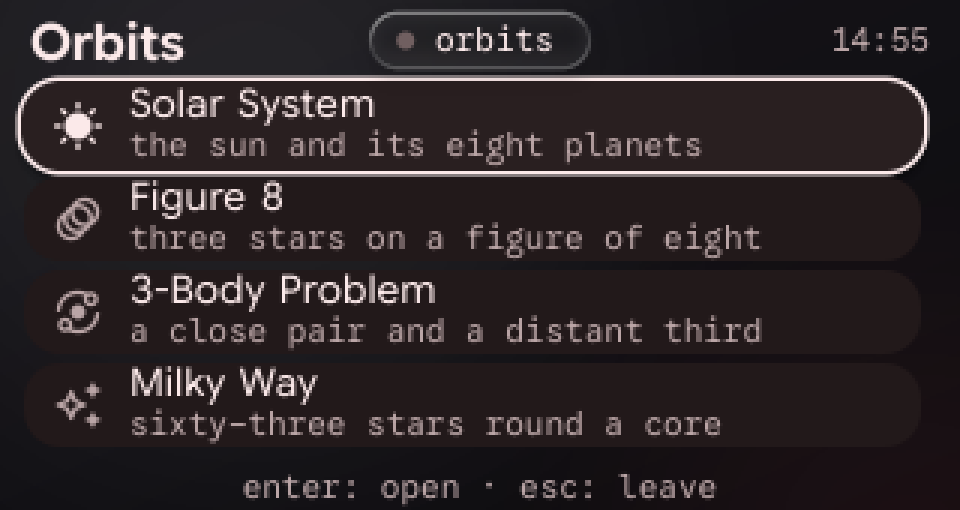 Orbits
orbits
14:55
Solar System
the sun and its eight planets
Figure 8
three stars on a figure of eight
3-Body Problem
a close pair and a distant third
Milky Way
sixty-three stars round a core
enter: open · esc: leave